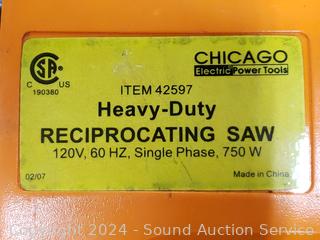 CHICAGO
Electric Power Tools
C US
190380
ITEM 42597
Heavy-Duty
RECIPROCATING SAW
120V, 60 HZ, Single Phase, 750 W
02/07
Made in China
Copyright 2024 - Sound Auction Service